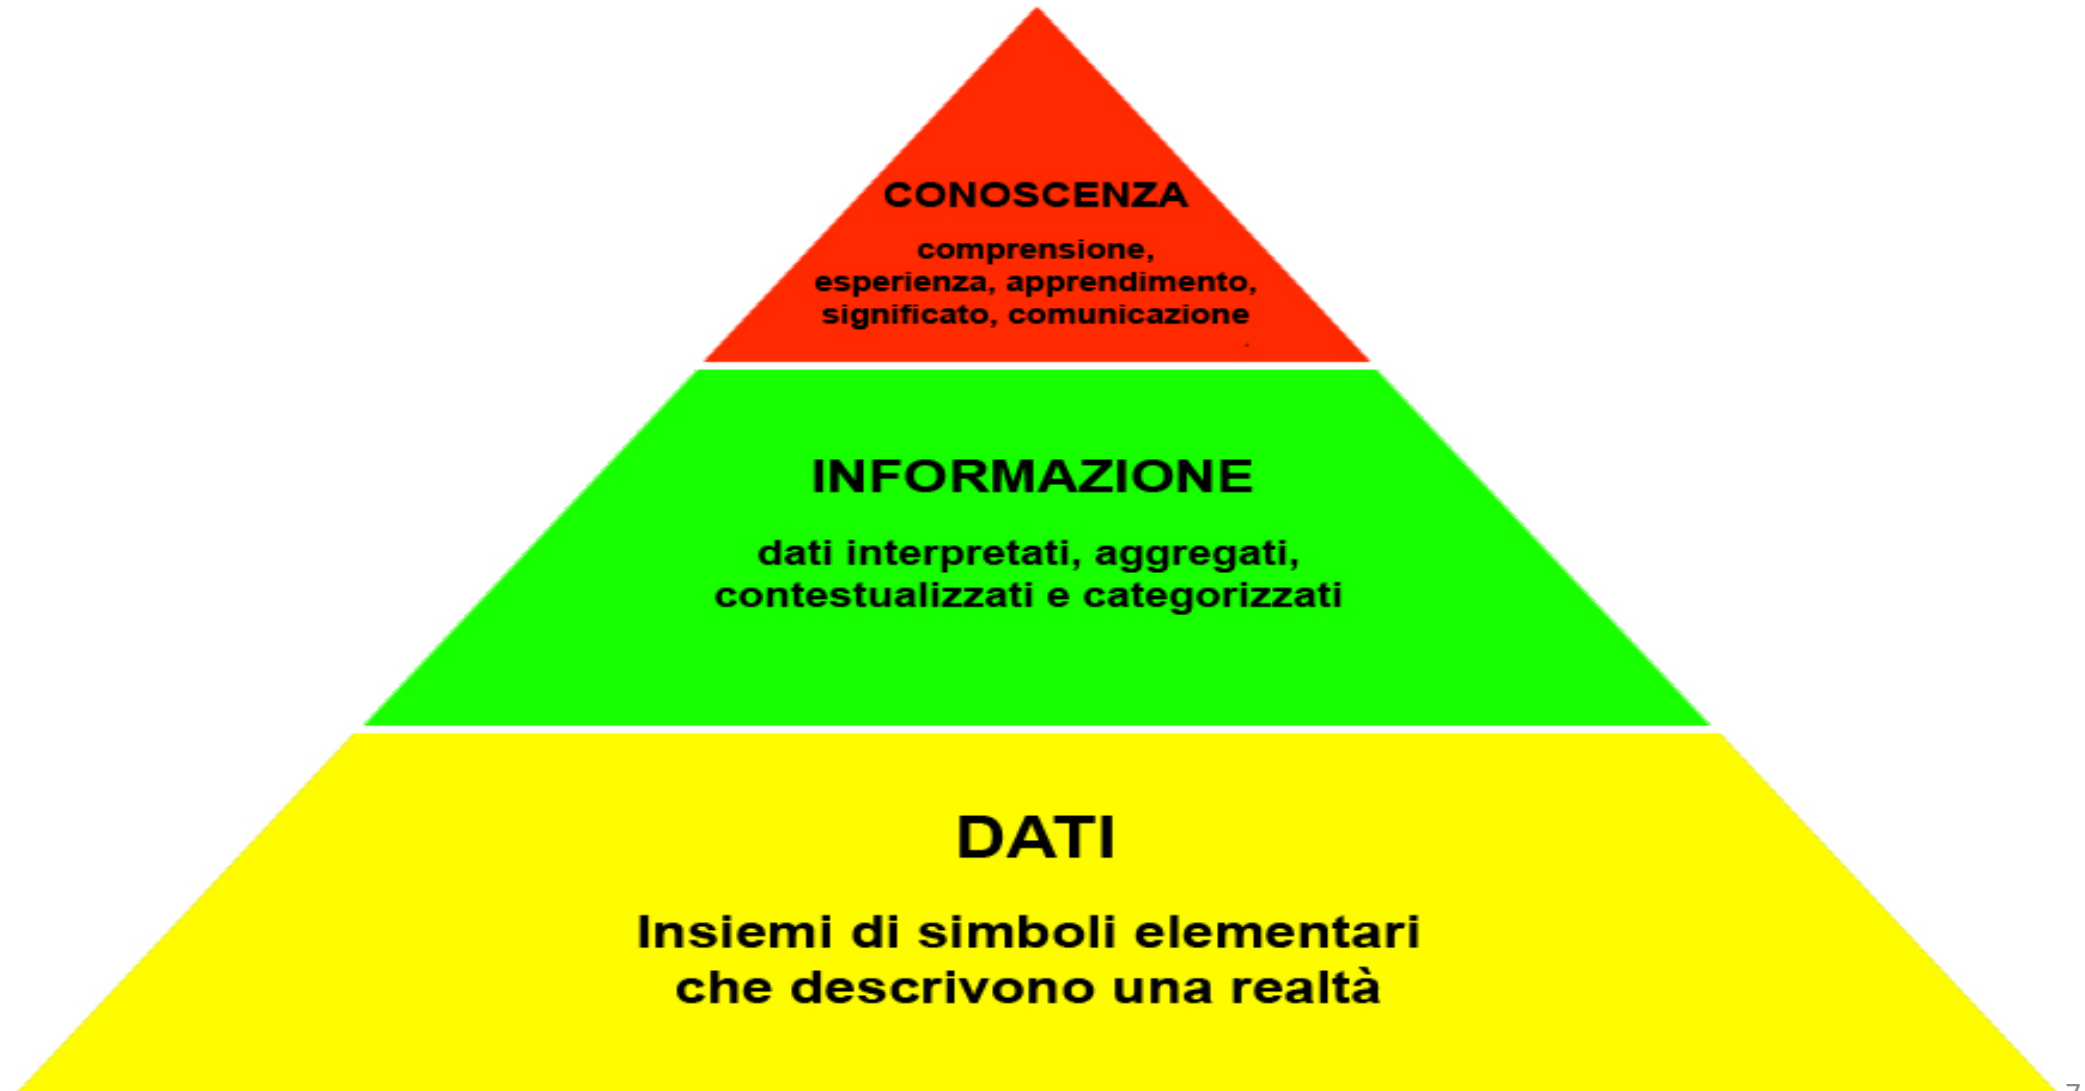 CONOSCENZA
comprensione,
esperienza, apprendimento,
significato, comunicazione
INFORMAZIONE
dati interpretati, aggregati,
contestualizzati e categorizzati
DATI
Insiemi di simboli elementari
che descrivono una realtà